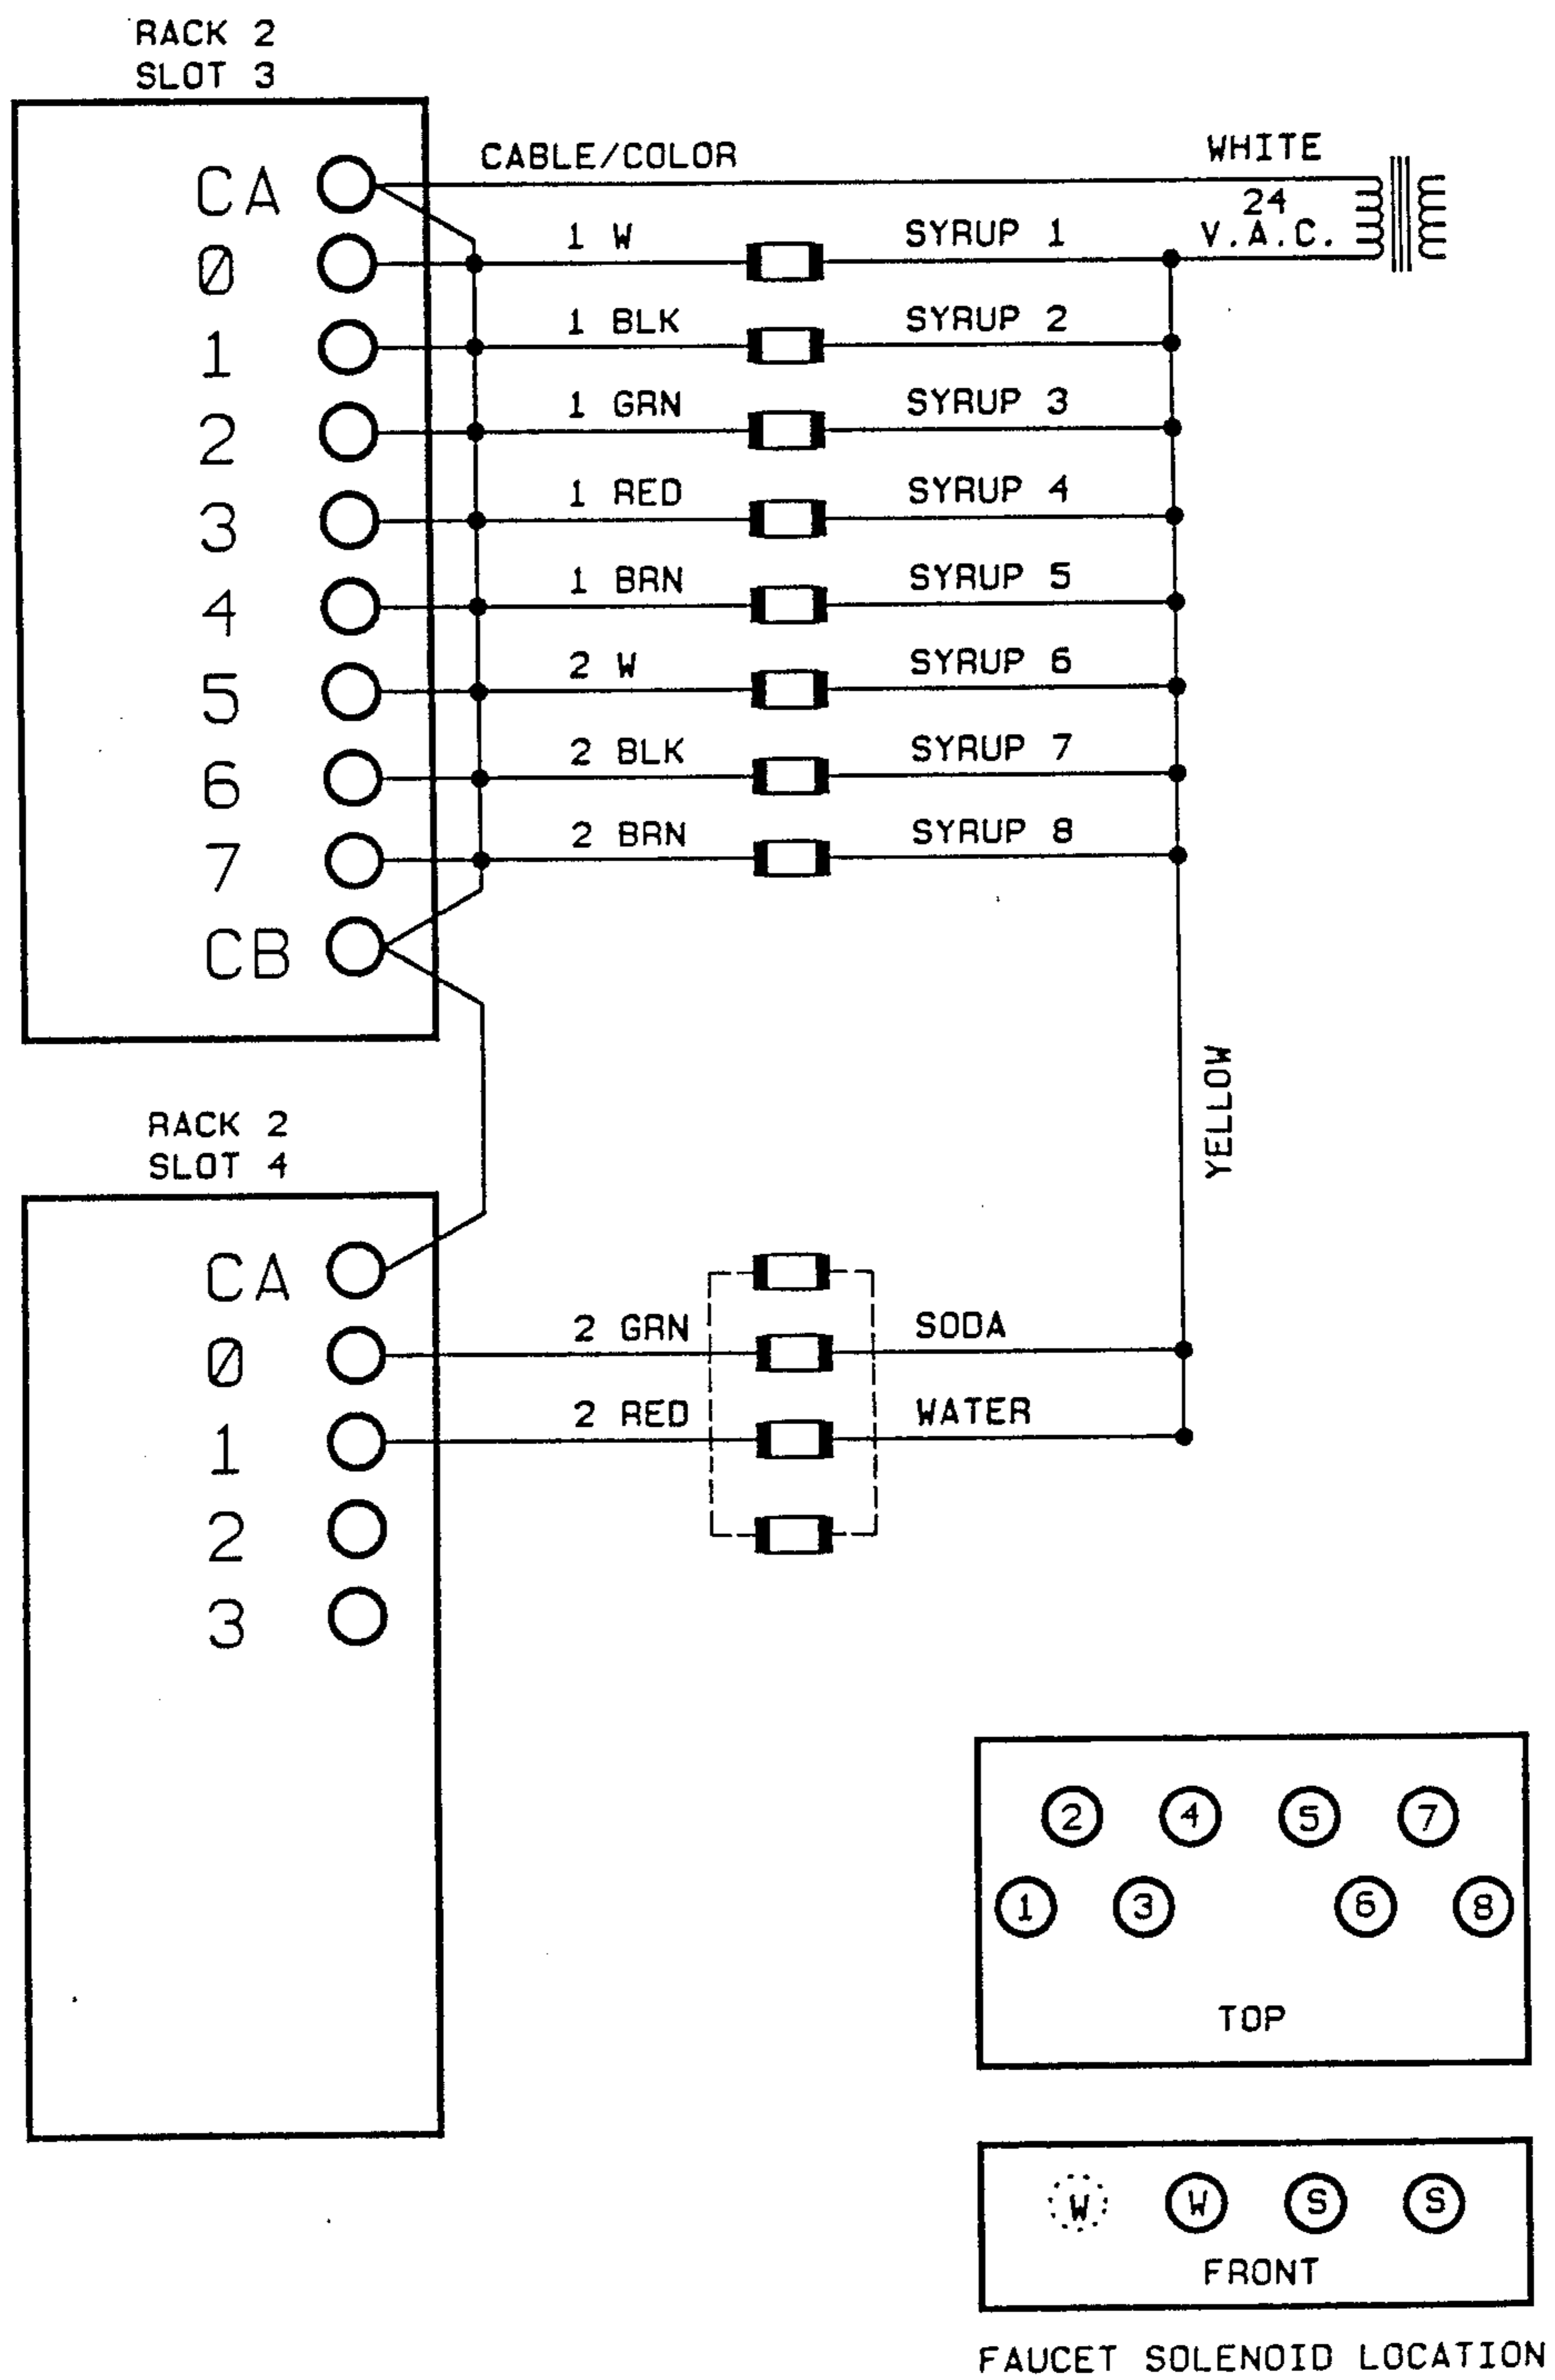 RACK 2
SLOT 3
CABLE/COLOR
WHITE
CA
24
V.A.C.
0
1 W
SYRUP 1
1
1 BLK
SYRUP 2
2
1 GRN
SYRUP 3
3
1 RED
SYRUP 4
4
1 BRN
SYRUP 5
5
2 W
SYRUP 6
6
2 BLK
SYRUP 7
7
2 BRN
SYRUP 8
CB
YELLOW
RACK 2
SLOT 4
CA
0
2 GRN
SODA
1
2 RED
WATER
2
3
2 4 5 7
1 3 6 8
TOP
W W S S
FRONT
FAUCET SOLENOID LOCATION